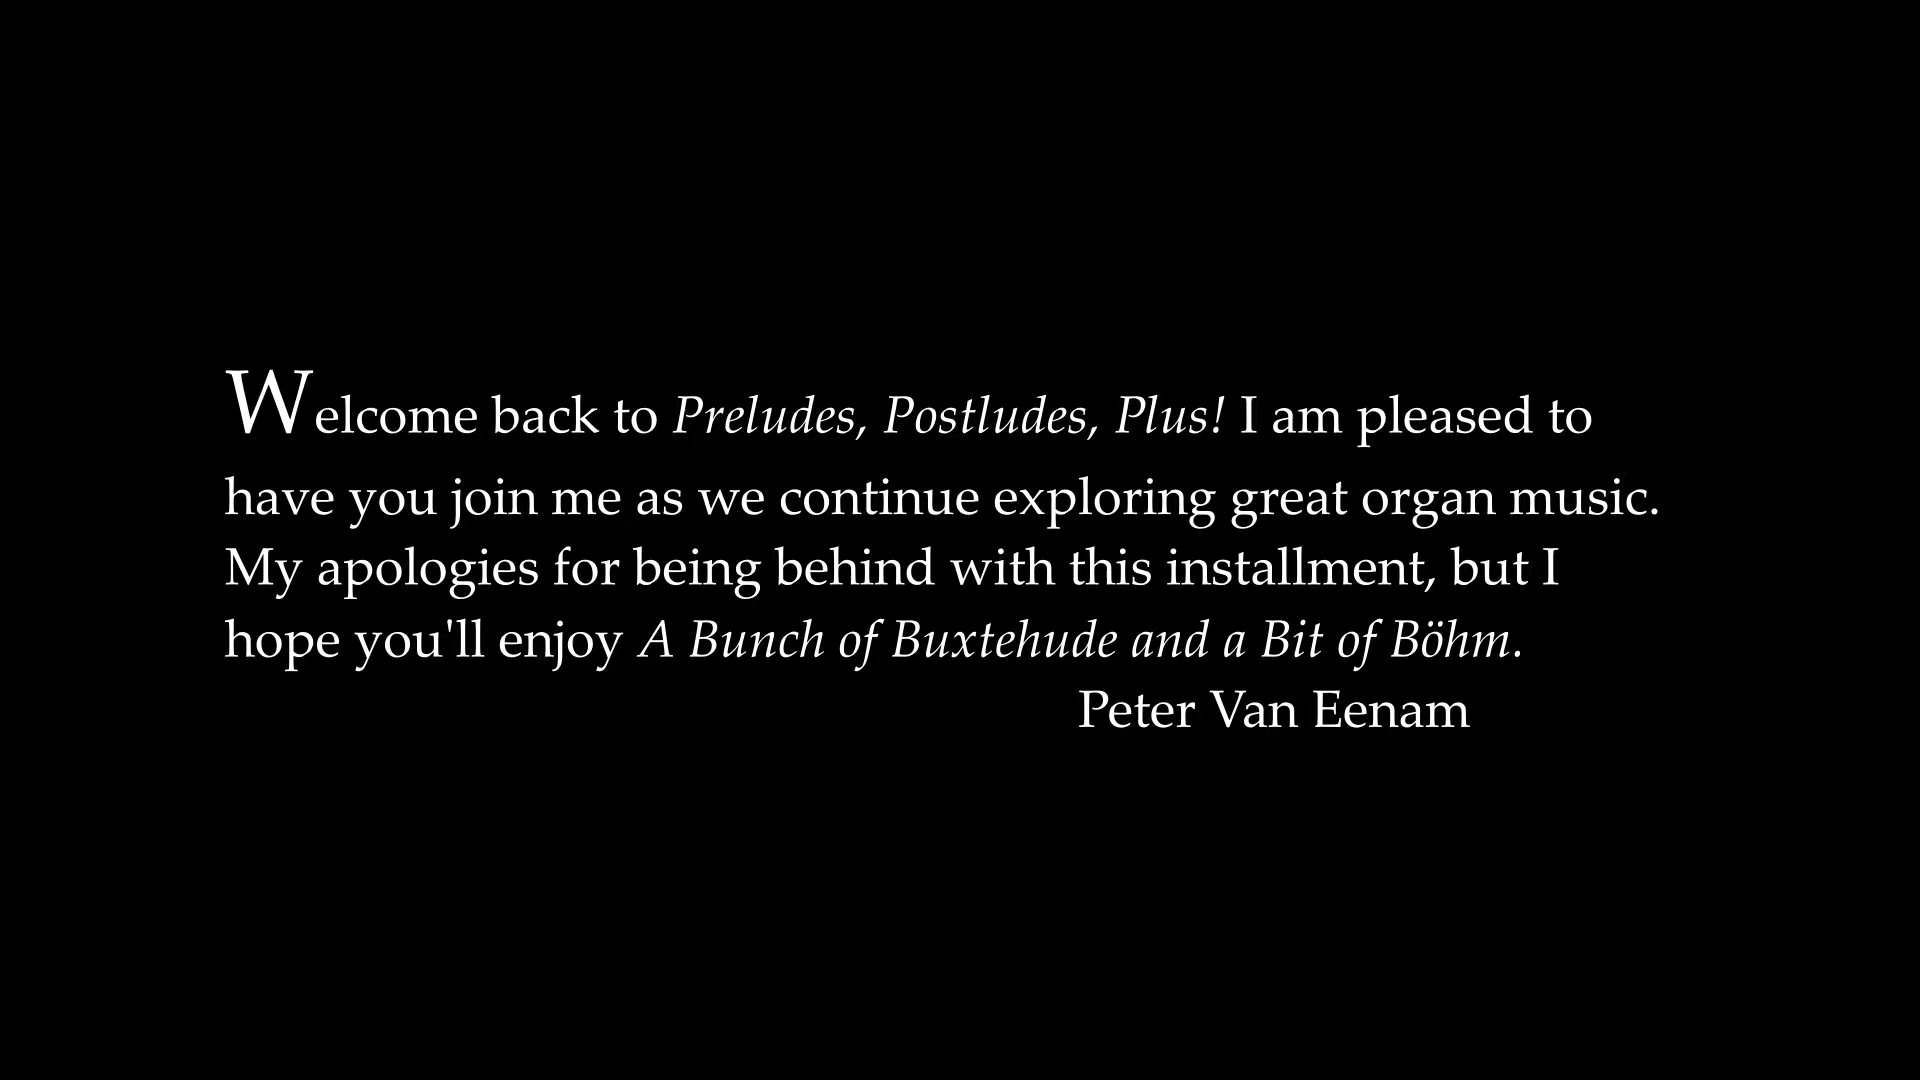 Welcome back to Preludes, Postludes, Plus! I am pleased to
have you join me as we continue exploring great organ music.
My apologies for being behind with this installment, but I
hope you'll enjoy A Bunch of Buxtehude and a Bit of Böhm.
Peter Van Eenam